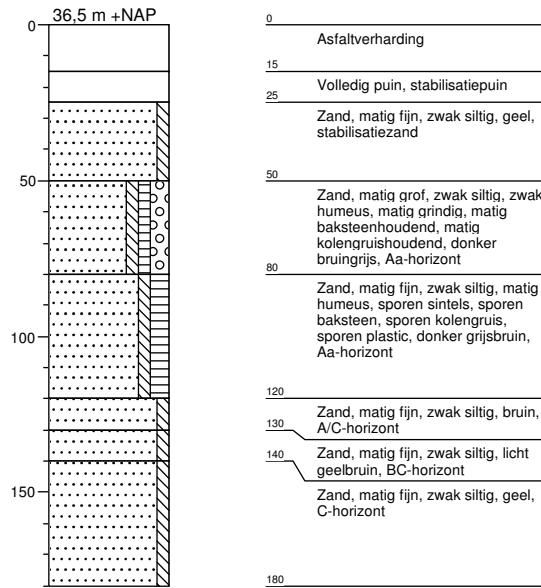 36,5 m +NAP
0
50
100
150
0
Asfaltverharding
15
Volledig puin, stabilisatiepuin
25
Zand, matig fijn, zwak siltig, geel,
stabilisatiezand
50
Zand, matig grof, zwak siltig, zwak
humeus, matig grindig, matig
baksteenhoudend, matig
kolengruishoudend, donker
bruingrijs, Aa-horizont
80
Zand, matig fijn, zwak siltig, matig
humeus, sporen sintels, sporen
baksteen, sporen kolengruis,
sporen plastic, donker grijsbruin,
Aa-horizont
120
Zand, matig fijn, zwak siltig, bruin,
A/C-horizont
130
Zand, matig fijn, zwak siltig, licht
geelbruin, BC-horizont
140
Zand, matig fijn, zwak siltig, geel,
C-horizont
180